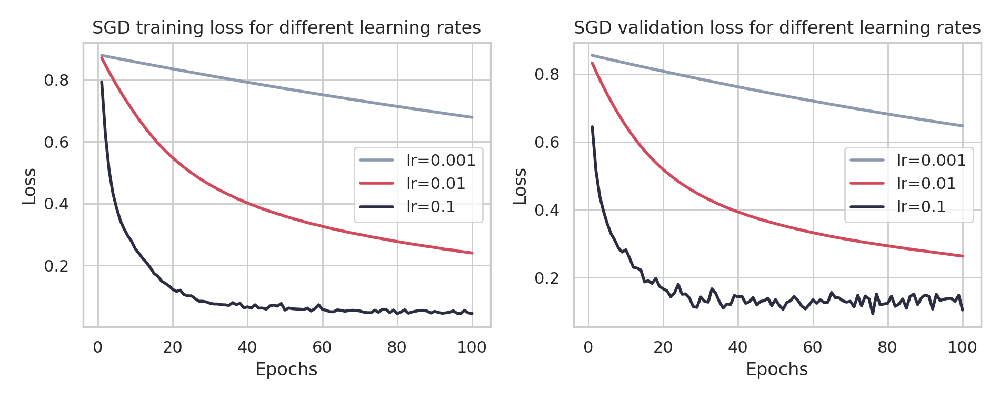 SGD training loss for different learning rates
0.8
0.6
0.4
0.2
Loss
lr=0.001
lr=0.01
lr=0.1
0 20 40 60 80 100
Epochs
SGD validation loss for different learning rates
0.8
0.6
0.4
0.2
Loss
lr=0.001
lr=0.01
lr=0.1
0 20 40 60 80 100
Epochs